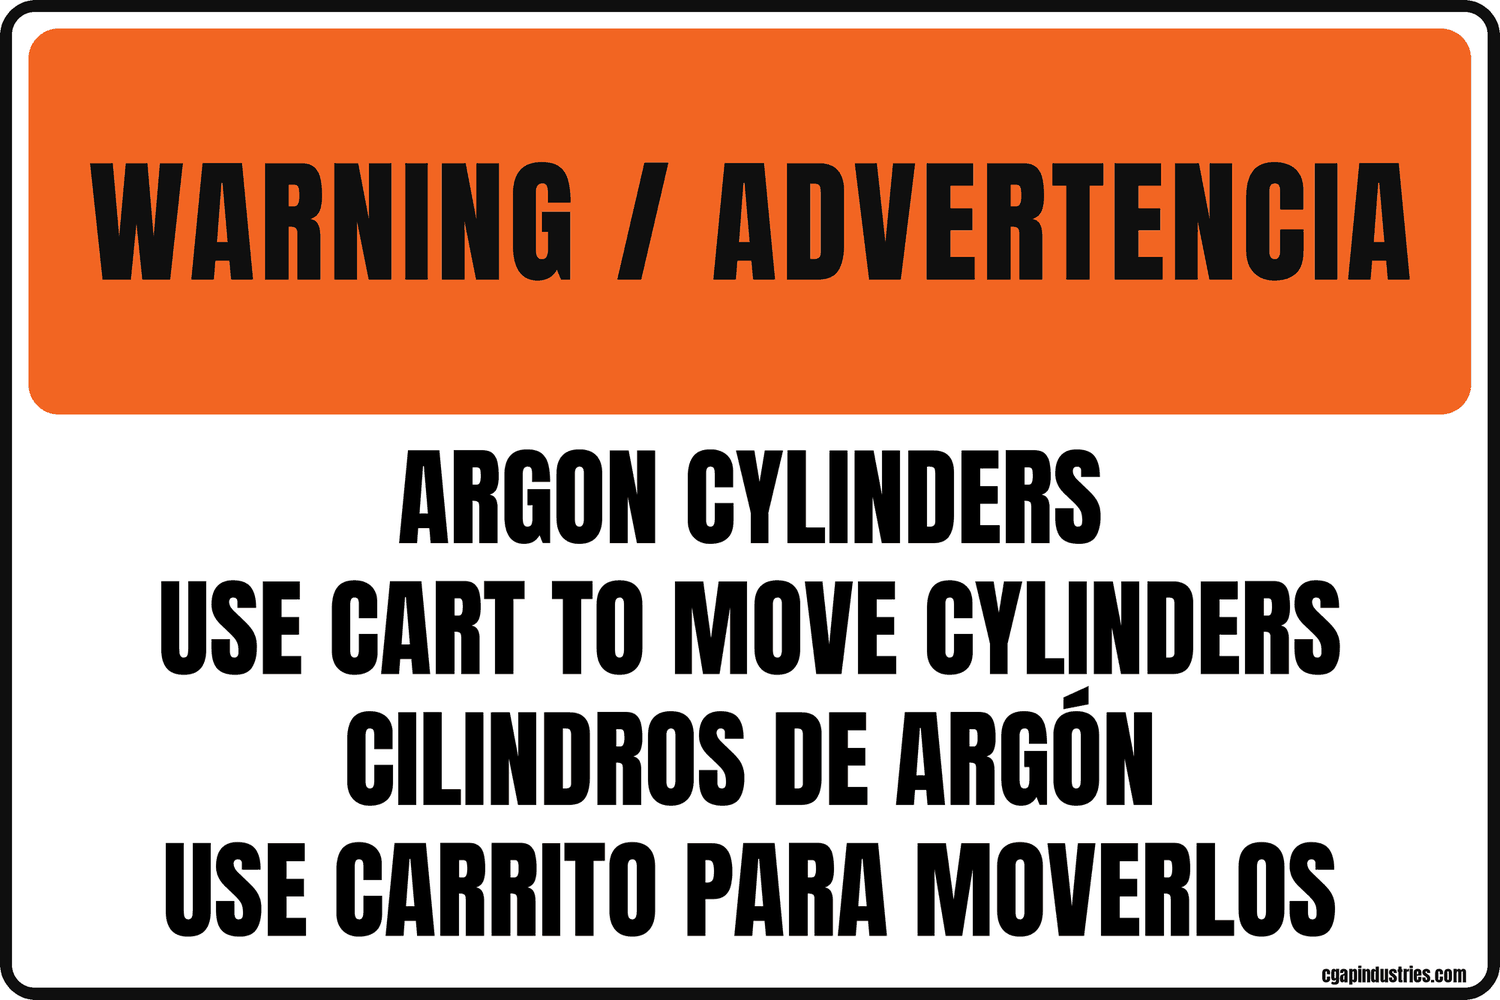 WARNING / ADVERTENCIA
ARGON CYLINDERS
USE CART TO MOVE CYLINDERS
CILINDROS DE ARGÓN
USE CARRITO PARA MOVERLOS
cgapindustries.com